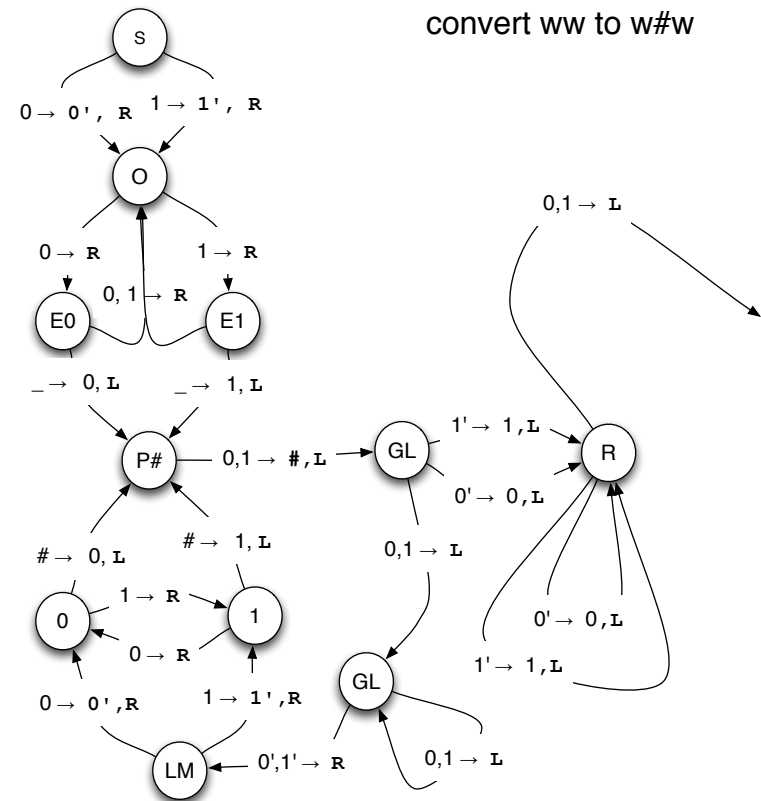 convert ww to w#w
S
0→ 0', R
1→ 1', R
O
0,1→ L
0→ R
1→ R
0, 1→ R
E0
E1
_→ 0, L
_→ 1, L
P#
0,1→ #,L
GL
1'→ 1,L
0'→ 0,L
R
0,1→ L
#→ 0, L
#→ 1, L
1→ R
0
1
0→ R
0'→ 0,L
1'→ 1,L
GL
0→ 0',R
1→ 1',R
0',1'→ R
0,1→ L
LM